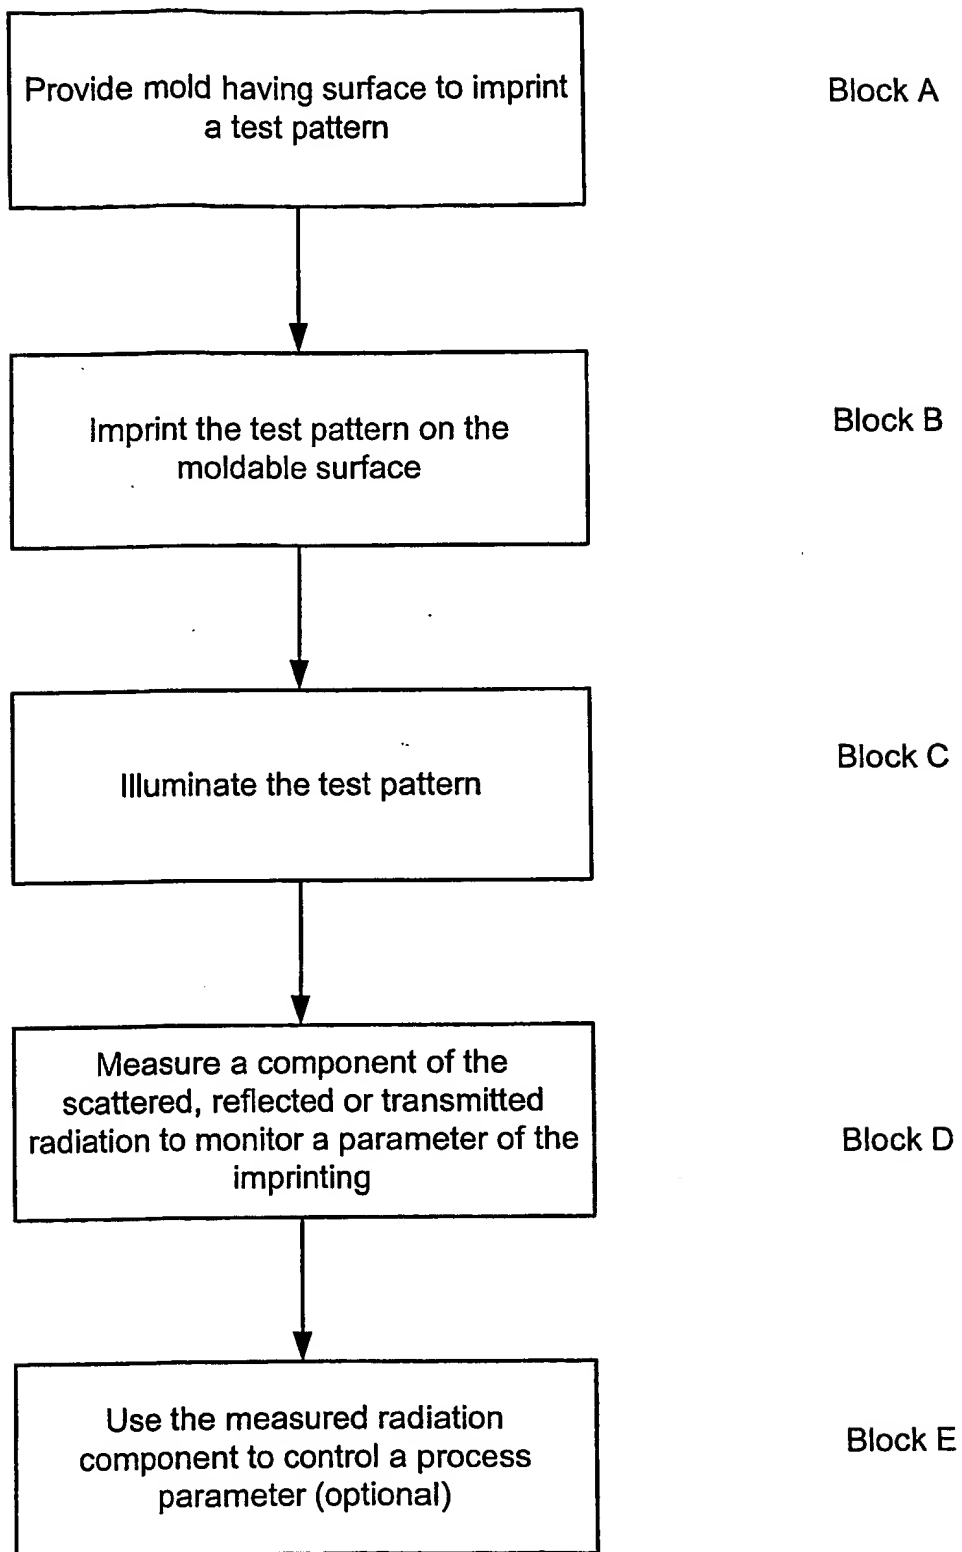 Provide mold having surface to imprint
a test pattern
Block A
Imprint the test pattern on the
moldable surface
Block B
Illuminate the test pattern
Block C
Measure a component of the
scattered, reflected or transmitted
radiation to monitor a parameter of the
imprinting
Block D
Use the measured radiation
component to control a process
parameter (optional)
Block E